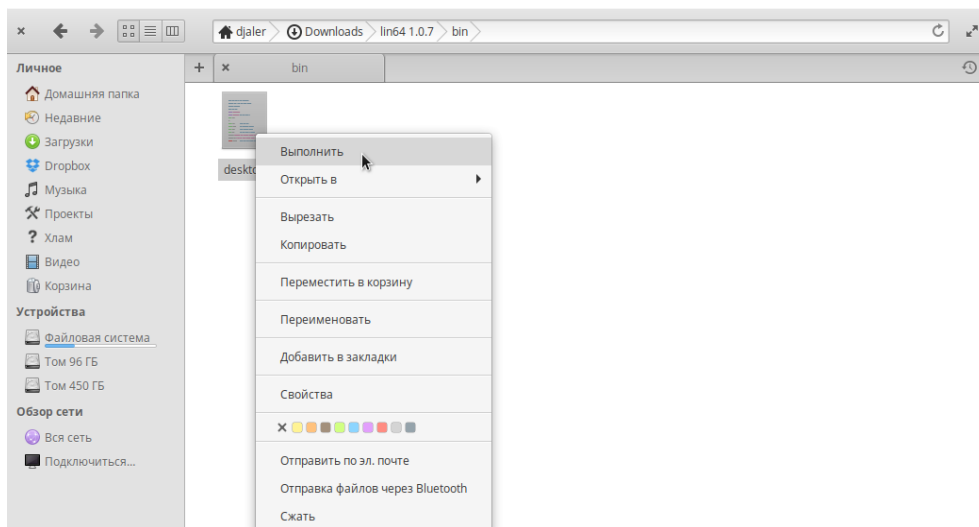 djaler Downloads lin64 1.0.7 bin
bin
Личное
Домашняя папка
Недавние
Загрузки
Dropbox
Музыка
Проекты
Хлам
Видео
Корзина
Устройства
Файловая система
Том 96 ГБ
Том 450 ГБ
Обзор сети
Вся сеть
Подключиться...
Выполнить
Открыть в
Вырезать
Копировать
Переместить в корзину
Переименовать
Добавить в закладки
Свойства
Отправить по эл. почте
Отправка файлов через Bluetooth
Сжать